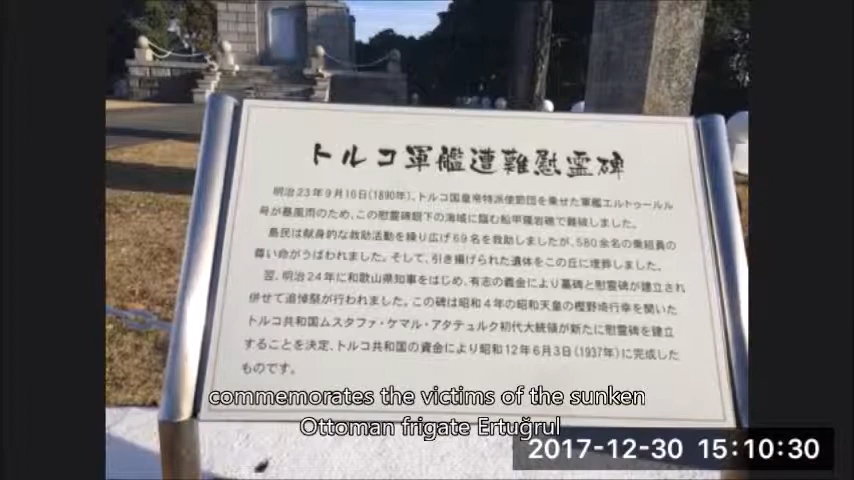 トルコ軍艦遭難慰霊碑
明治23年9月16日(1890年)、トルコ国皇帝特派使節団を乗せた軍艦エルトゥールル
号が暴風雨のため、この慰霊碑眼下の海域に臨む船甲羅岩礁で難破しました。
島民は献身的な救助活動を繰り広げ69名を救助しましたが、580余名の乗組員の
尊い命がうばわれました。そして、引き揚げられた遺体をこの丘に埋葬しました。
翌、明治24年に和歌山県知事をはじめ、有志の義金により墓碑と慰霊碑が建立され
併せて追悼祭が行われました。この碑は昭和4年の昭和天皇の樫野埼行幸を聞いた
トルコ共和国ムスタファ・ケマル・アタテュルク初代大統領が新たに慰霊碑を建立
することを決定、トルコ共和国の資金により昭和12年6月3日(1937年)に完成した
ものです。
commemorates the victims of the sunken
Ottoman frigate Ertuğrul
2017-12-30 15:10:30